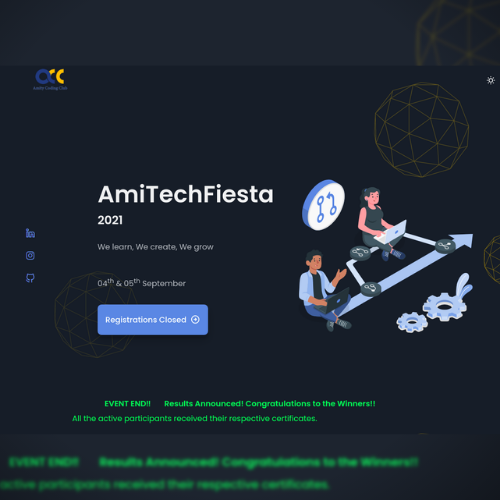 acc
Amity Coding Club
AmiTechFiesta
2021
We learn, We create, We grow
04th & 05th September
Registrations Closed
EVENT END!! Results Announced! Congratulations to the Winners!!
All the active participants received their respective certificates.
EVENT END!! Results Announced! Congratulations to the Winners!!
active participants received their respective certificates.